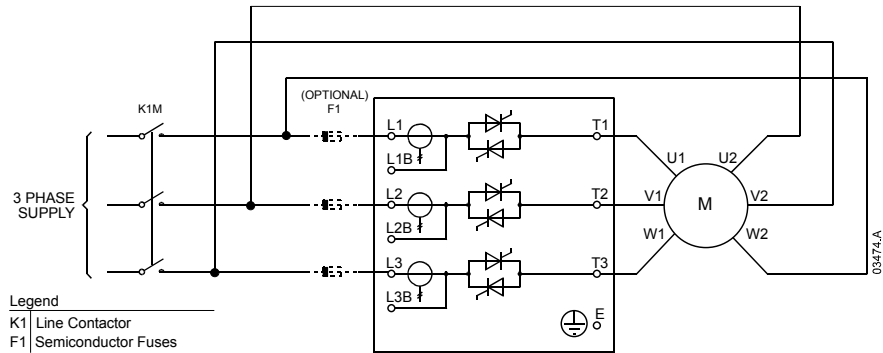 (OPTIONAL)
F1
K1M
L1
T1
L1B
U1
U2
3 PHASE
SUPPLY
L2
T2
V1
M
V2
L2B
W1
W2
L3
T3
L3B
E
03474.A
Legend
K1 Line Contactor
F1 Semiconductor Fuses